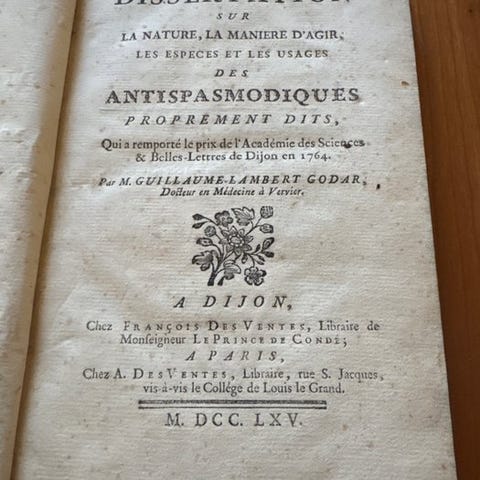 DISSERTATION
SUR
LA NATURE, LA MANIERE D'AGIR,
LES ESPECES ET LES USAGES
DES
ANTISPASMODIQUES
PROPREMENT DITS,
Qui a remporté le prix de l'Académie des Sciences
& Belles-Lettres de Dijon en 1764.
Par M. GUILLAUME-LAMBERT GODAR,
Docteur en Médecine à Vervier.
A DIJON,
Chez FRANÇOIS DES VENTES, Libraire de
Monseigneur LE PRINCE DE CONDÉ;
A PARIS,
Chez A. DES VENTES, Libraire, rue S. Jacques,
vis-à-vis le Collége de Louis le Grand.
M. DCC. LXV.